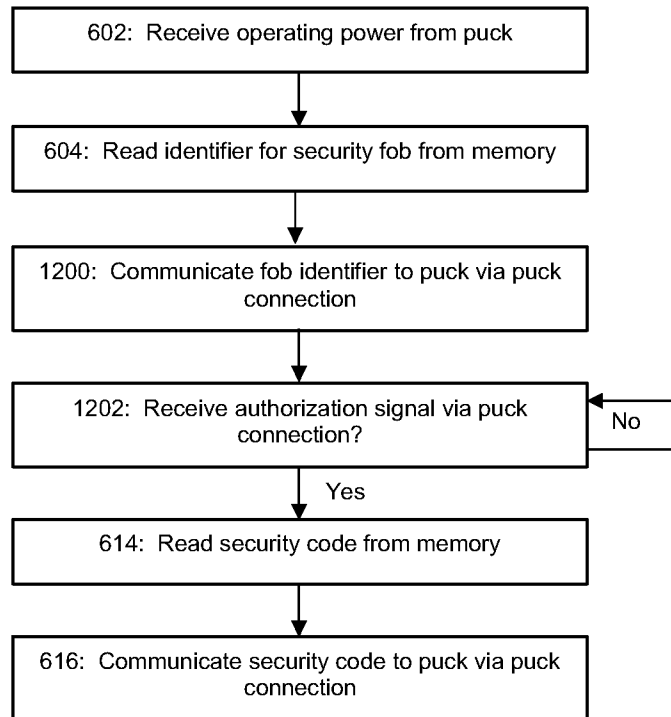 602: Receive operating power from puck
604: Read identifier for security fob from memory
1200: Communicate fob identifier to puck via puck
connection
1202: Receive authorization signal via puck
connection?
No
Yes
614: Read security code from memory
616: Communicate security code to puck via puck
connection